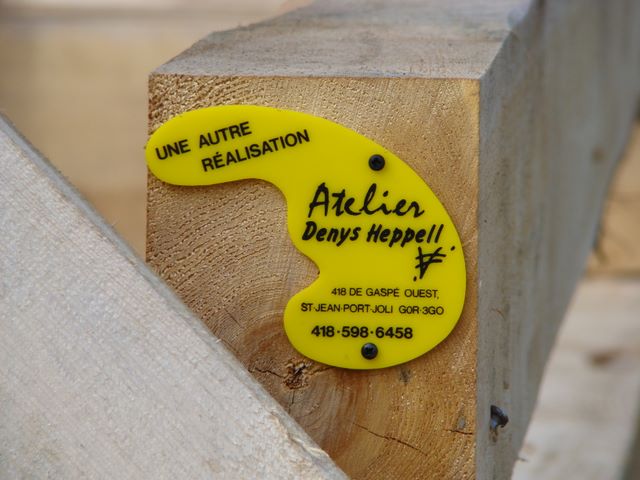 UNE AUTRE
RÉALISATION
Atelier
Denys Heppell
418 DE GASPÉ OUEST,
ST-JEAN-PORT-JOLI G0R-3G0
418-598-6458